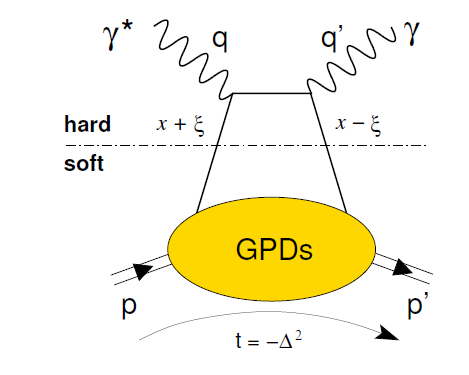 γ* q q' γ
hard x + ξ x − ξ
soft
GPDs
p p'
t = −Δ²